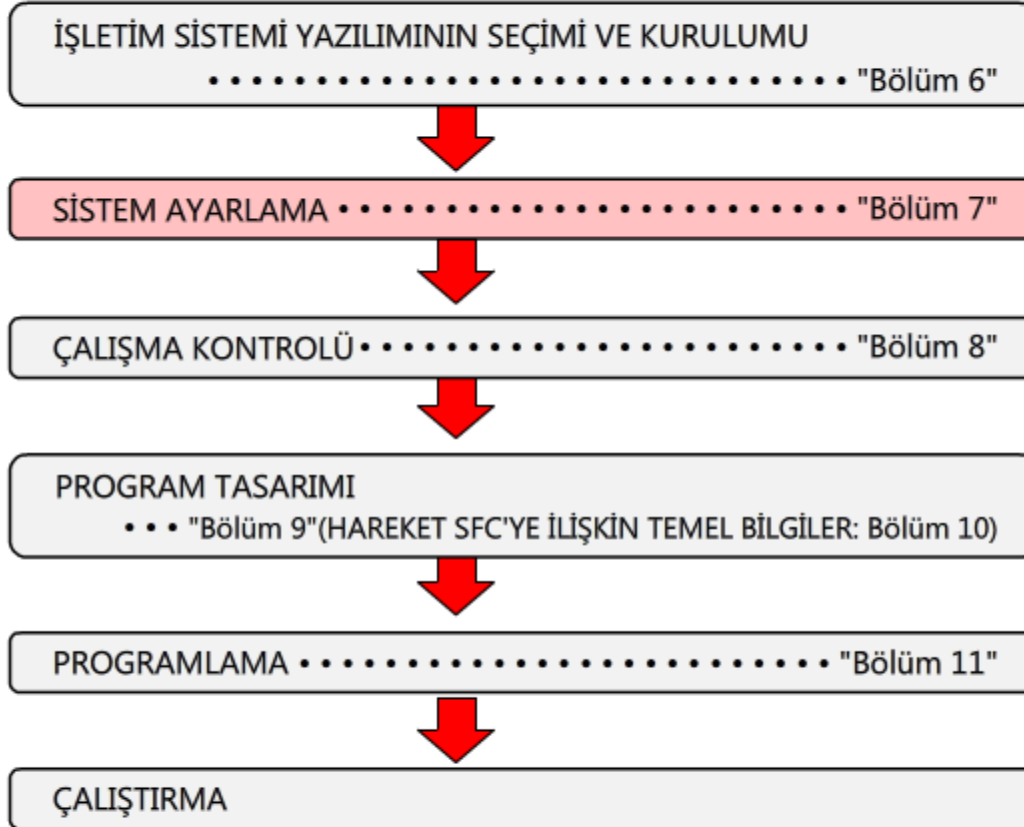 İŞLETİM SİSTEMİ YAZILIMININ SEÇİMİ VE KURULUMU
• • • • • • • • • • • • • • • • • • • • • • • • • • • • • • "Bölüm 6"
SİSTEM AYARLAMA • • • • • • • • • • • • • • • • • • • • • • • • "Bölüm 7"
ÇALIŞMA KONTROLÜ • • • • • • • • • • • • • • • • • • • • • • • "Bölüm 8"
PROGRAM TASARIMI
• • • "Bölüm 9"(HAREKET SFC'YE İLİŞKİN TEMEL BİLGİLER: Bölüm 10)
PROGRAMLAMA • • • • • • • • • • • • • • • • • • • • • • • • • "Bölüm 11"
ÇALIŞTIRMA